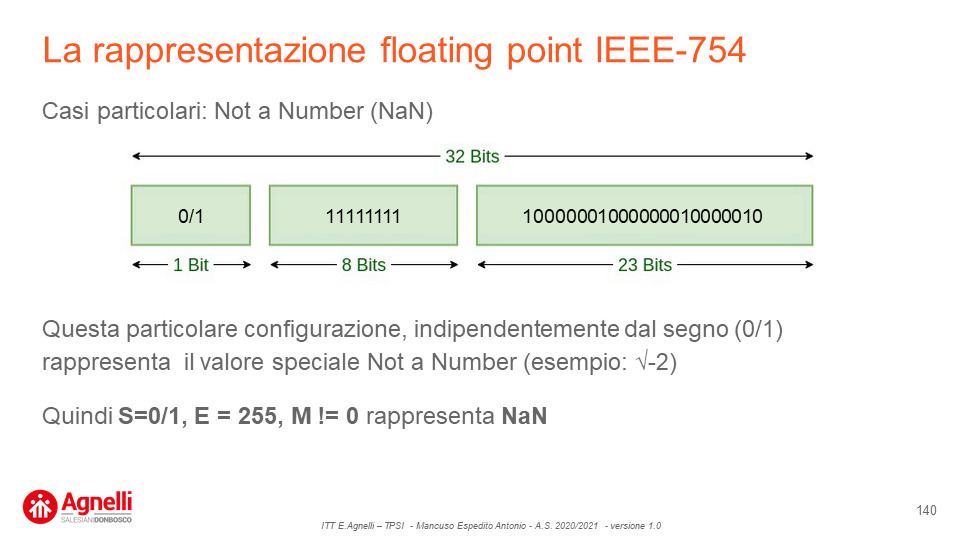 La rappresentazione floating point IEEE-754
Casi particolari: Not a Number (NaN)
32 Bits
0/1
11111111
10000001000000010000010
1 Bit
8 Bits
23 Bits
Questa particolare configurazione, indipendentemente dal segno (0/1)
rappresenta il valore speciale Not a Number (esempio: √-2)
Quindi S=0/1, E = 255, M != 0 rappresenta NaN
Agnelli
SALESIANI DONBOSCO
ITT E.Agnelli – TPSI - Mancuso Espedito Antonio - A.S. 2020/2021 - versione 1.0
140